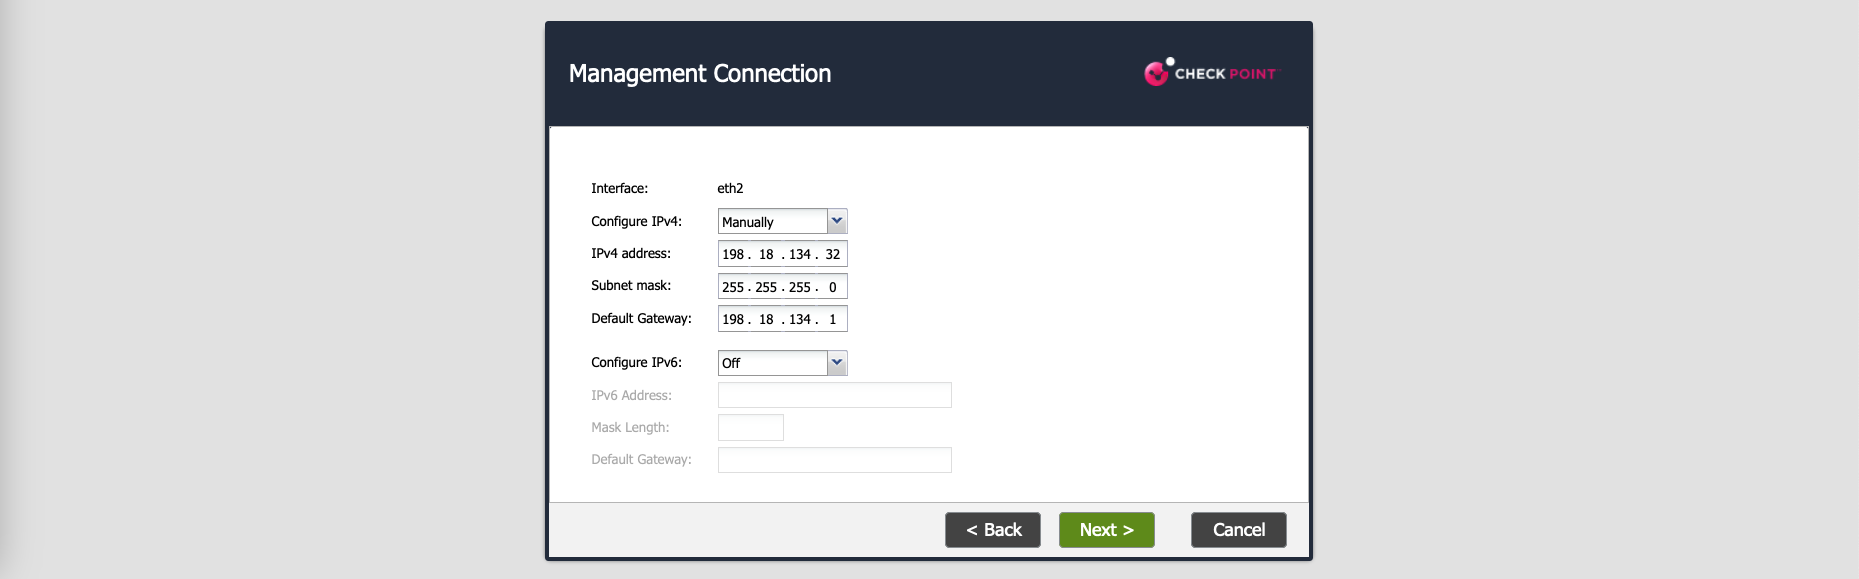 Management Connection
CHECK POINT
Interface: eth2
Configure IPv4: Manually
IPv4 address: 198 . 18 . 134 . 32
Subnet mask: 255 . 255 . 255 . 0
Default Gateway: 198 . 18 . 134 . 1
Configure IPv6: Off
IPv6 Address:
Mask Length:
Default Gateway:
< Back Next > Cancel